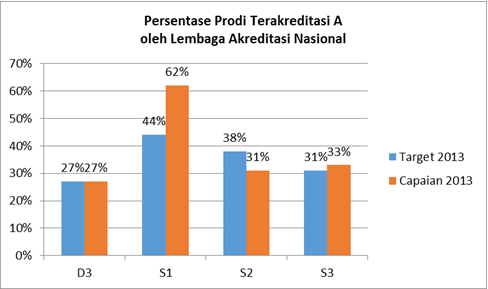 Persentase Prodi Terakreditasi A
oleh Lembaga Akreditasi Nasional
70%
60%
50%
40%
30%
20%
10%
0%
27% 27%
44% 62%
38% 31%
31% 33%
D3 S1 S2 S3
Target 2013
Capaian 2013